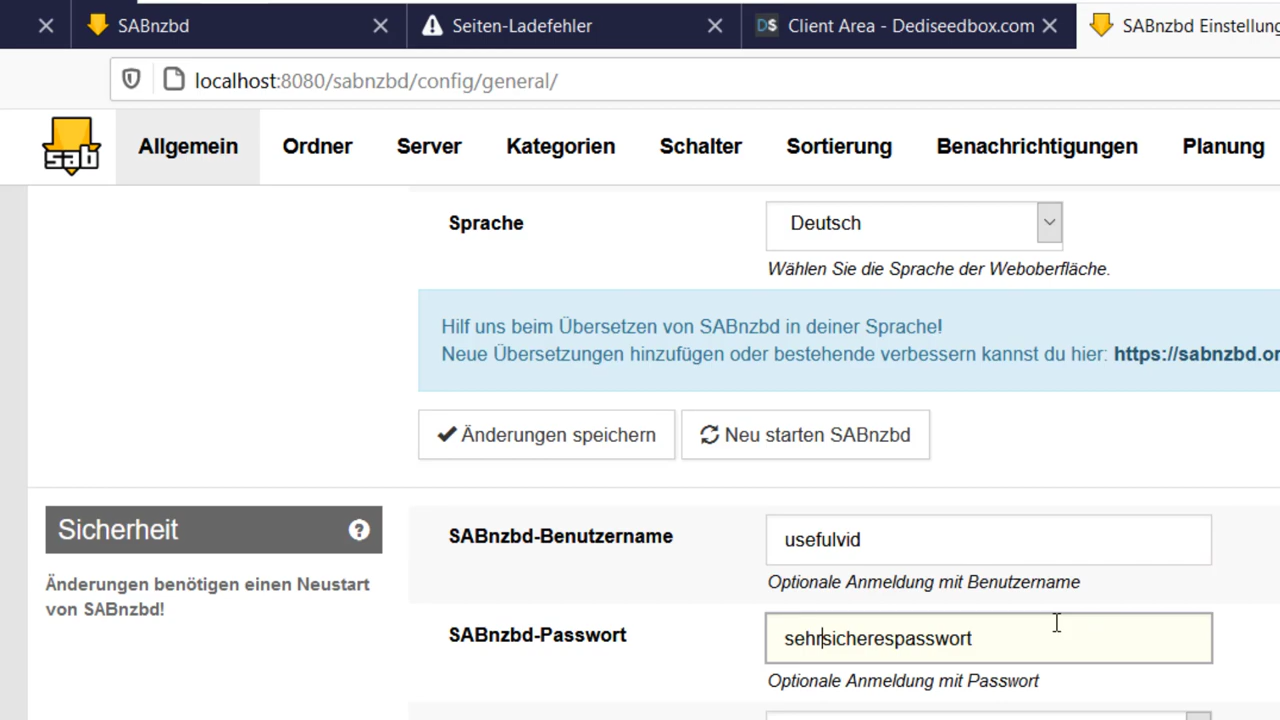 SABnzbd
Seiten-Ladefehler
DS Client Area - Dediseedbox.com
SABnzbd Einstellung
localhost:8080/sabnzbd/config/general/
sab
Allgemein
Ordner
Server
Kategorien
Schalter
Sortierung
Benachrichtigungen
Planung
Sprache
Deutsch
Wählen Sie die Sprache der Weboberfläche.
Hilf uns beim Übersetzen von SABnzbd in deiner Sprache!
Neue Übersetzungen hinzufügen oder bestehende verbessern kannst du hier: https://sabnzbd.or
Änderungen speichern
Neu starten SABnzbd
Sicherheit ?
Änderungen benötigen einen Neustart
von SABnzbd!
SABnzbd-Benutzername
usefulvid
Optionale Anmeldung mit Benutzername
SABnzbd-Passwort
sehrsicherespasswort
Optionale Anmeldung mit Passwort